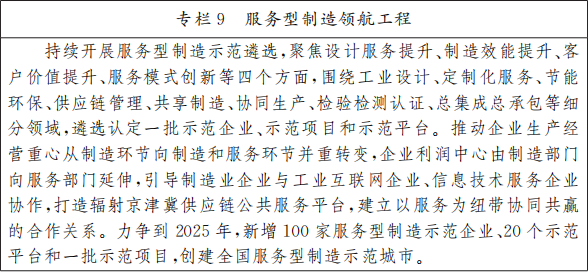 专栏9 服务型制造领航工程
持续开展服务型制造示范遴选,聚焦设计服务提升、制造效能提升、客
户价值提升、服务模式创新等四个方面,围绕工业设计、定制化服务、节能
环保、供应链管理、共享制造、协同生产、检验检测认证、总集成总承包等细
分领域,遴选认定一批示范企业、示范项目和示范平台。推动企业生产经
营重心从制造环节向制造和服务环节并重转变,企业利润中心由制造部门
向服务部门延伸,引导制造业企业与工业互联网企业、信息技术服务企业
协作,打造辐射京津冀供应链公共服务平台,建立以服务为纽带协同共赢
的合作关系。力争到2025年,新增100家服务型制造示范企业、20个示范
平台和一批示范项目,创建全国服务型制造示范城市。